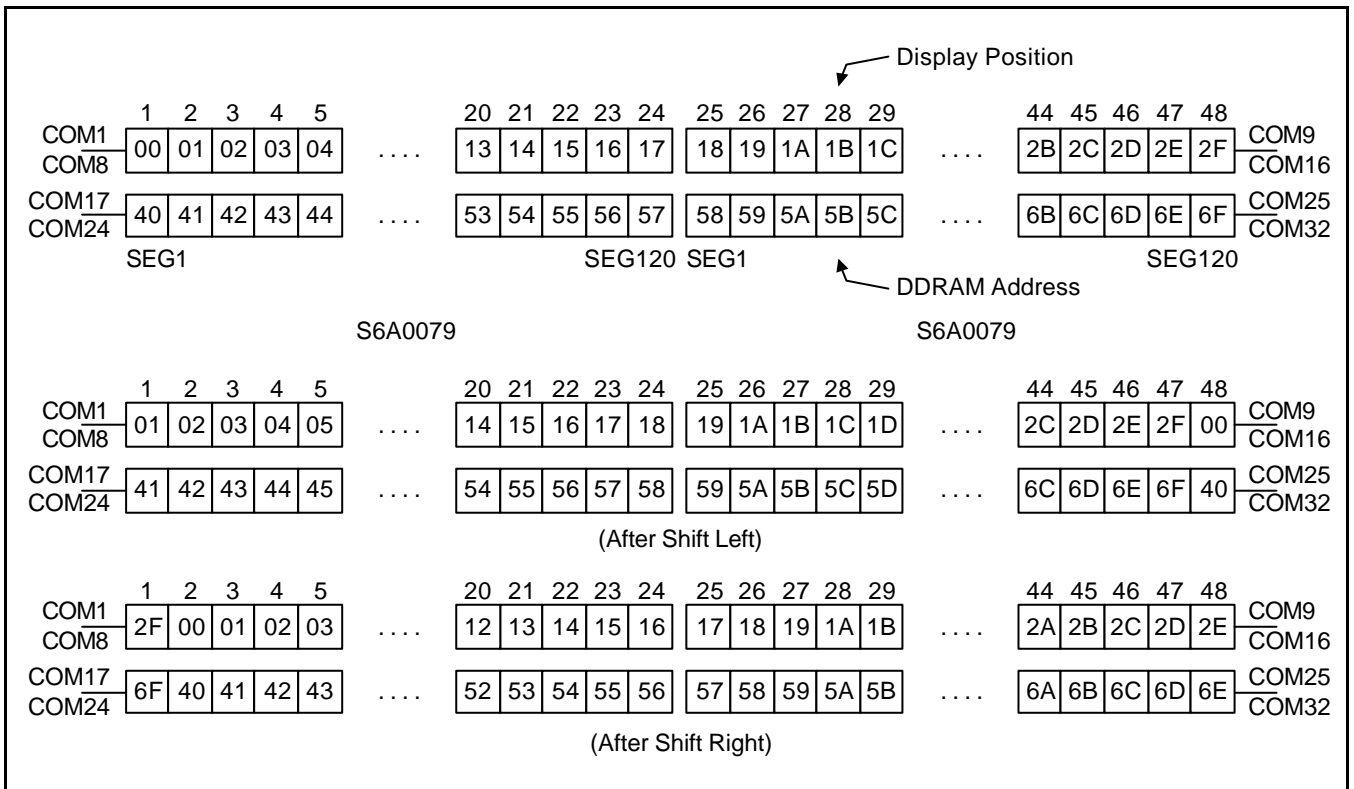 Display Position
1 2 3 4 5 20 21 22 23 24 25 26 27 28 29 44 45 46 47 48
COM1 COM9
00 01 02 03 04 .... 13 14 15 16 17 18 19 1A 1B 1C .... 2B 2C 2D 2E 2F
COM8 COM16
COM17 COM25
40 41 42 43 44 .... 53 54 55 56 57 58 59 5A 5B 5C .... 6B 6C 6D 6E 6F
COM24 COM32
SEG1 SEG120 SEG1 SEG120
DDRAM Address
S6A0079 S6A0079
1 2 3 4 5 20 21 22 23 24 25 26 27 28 29 44 45 46 47 48
COM1 COM9
01 02 03 04 05 .... 14 15 16 17 18 19 1A 1B 1C 1D .... 2C 2D 2E 2F 00
COM8 COM16
COM17 COM25
41 42 43 44 45 .... 54 55 56 57 58 59 5A 5B 5C 5D .... 6C 6D 6E 6F 40
COM24 COM32
(After Shift Left)
1 2 3 4 5 20 21 22 23 24 25 26 27 28 29 44 45 46 47 48
COM1 COM9
2F 00 01 02 03 .... 12 13 14 15 16 17 18 19 1A 1B .... 2A 2B 2C 2D 2E
COM8 COM16
COM17 COM25
6F 40 41 42 43 .... 52 53 54 55 56 57 58 59 5A 5B .... 6A 6B 6C 6D 6E
COM24 COM32
(After Shift Right)